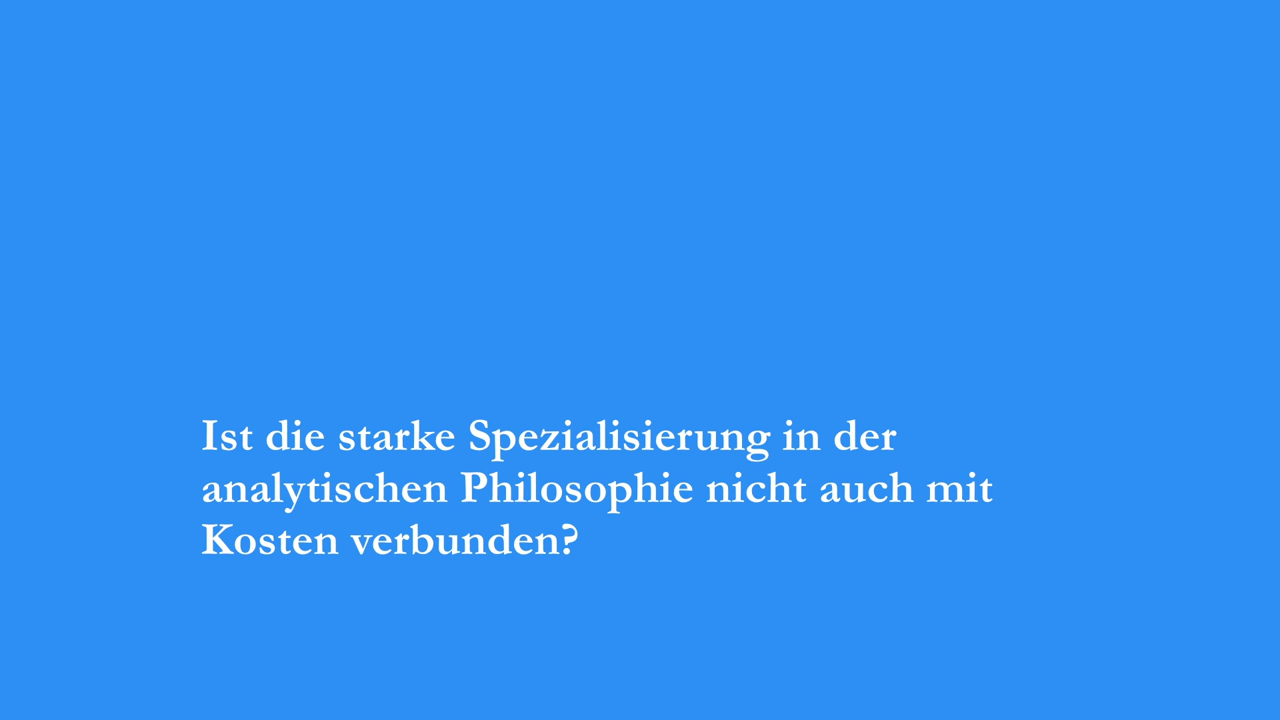 Ist die starke Spezialisierung in der
analytischen Philosophie nicht auch mit
Kosten verbunden?